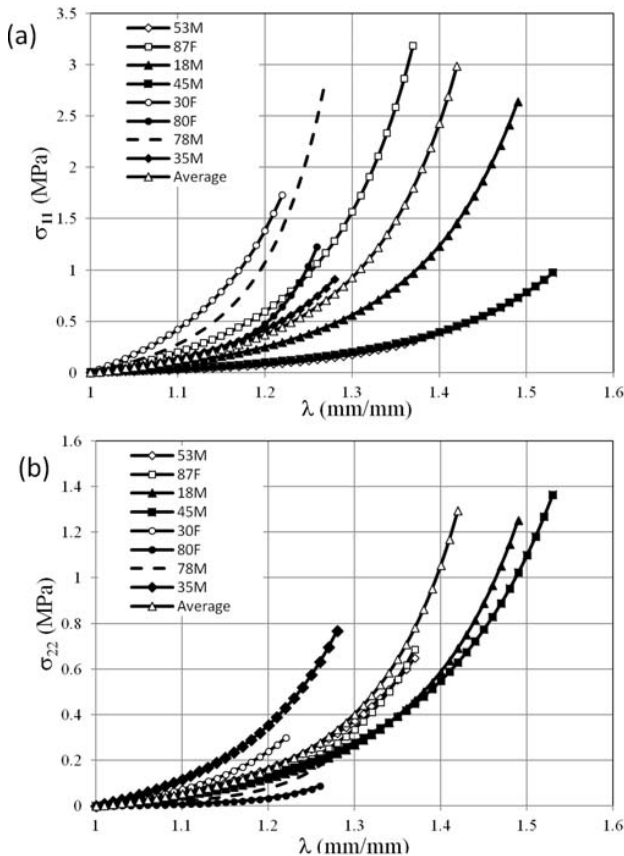 (a)
53M
87F
18M
45M
30F
80F
78M
35M
Average
3.5
3
2.5
2
1.5
1
0.5
0
σ11 (MPa)
1 1.1 1.2 1.3 1.4 1.5 1.6
λ (mm/mm)
(b)
53M
87F
18M
45M
30F
80F
78M
35M
Average
1.6
1.4
1.2
1
0.8
0.6
0.4
0.2
0
σ22 (MPa)
1 1.1 1.2 1.3 1.4 1.5 1.6
λ (mm/mm)